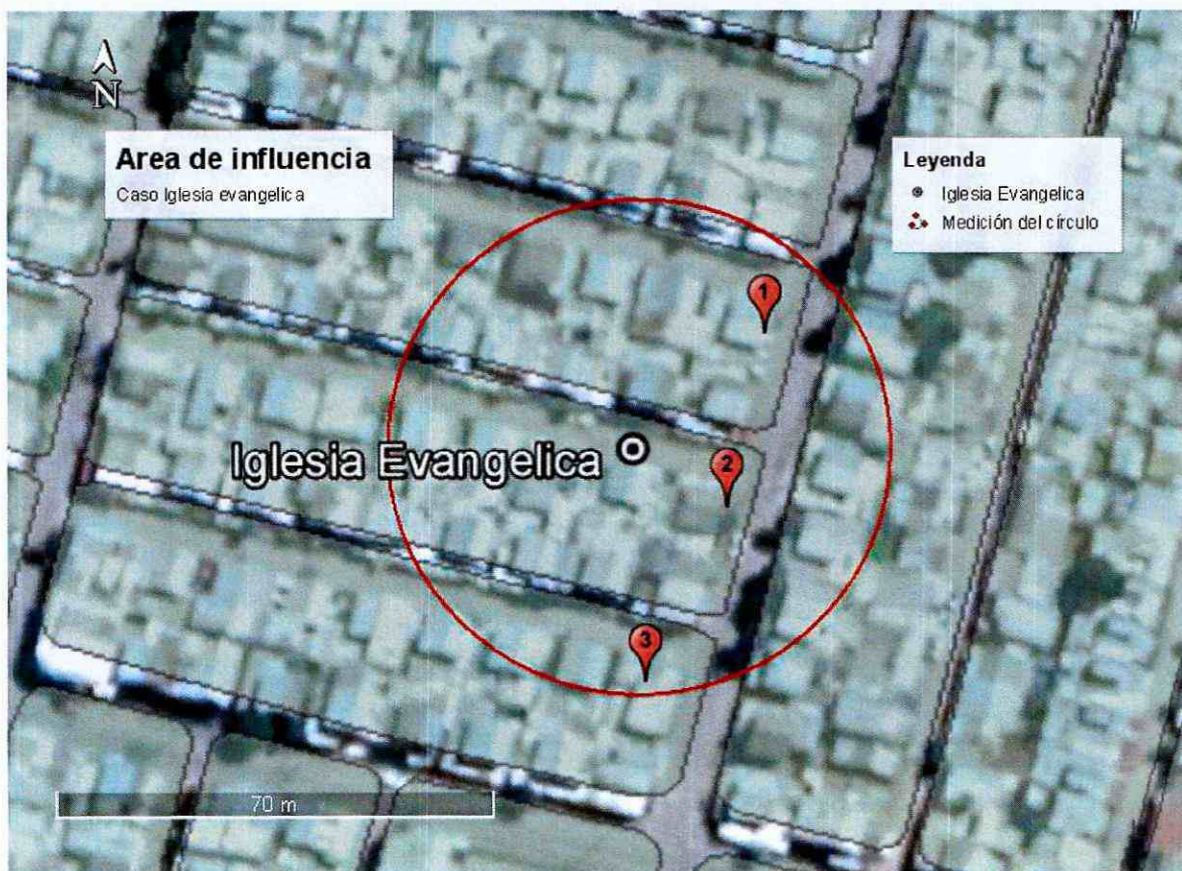 N
Area de influencia
Caso Iglesia evangelica
Leyenda
Iglesia Evangelica
Medición del círculo
1
Iglesia Evangelica
2
3
70 m